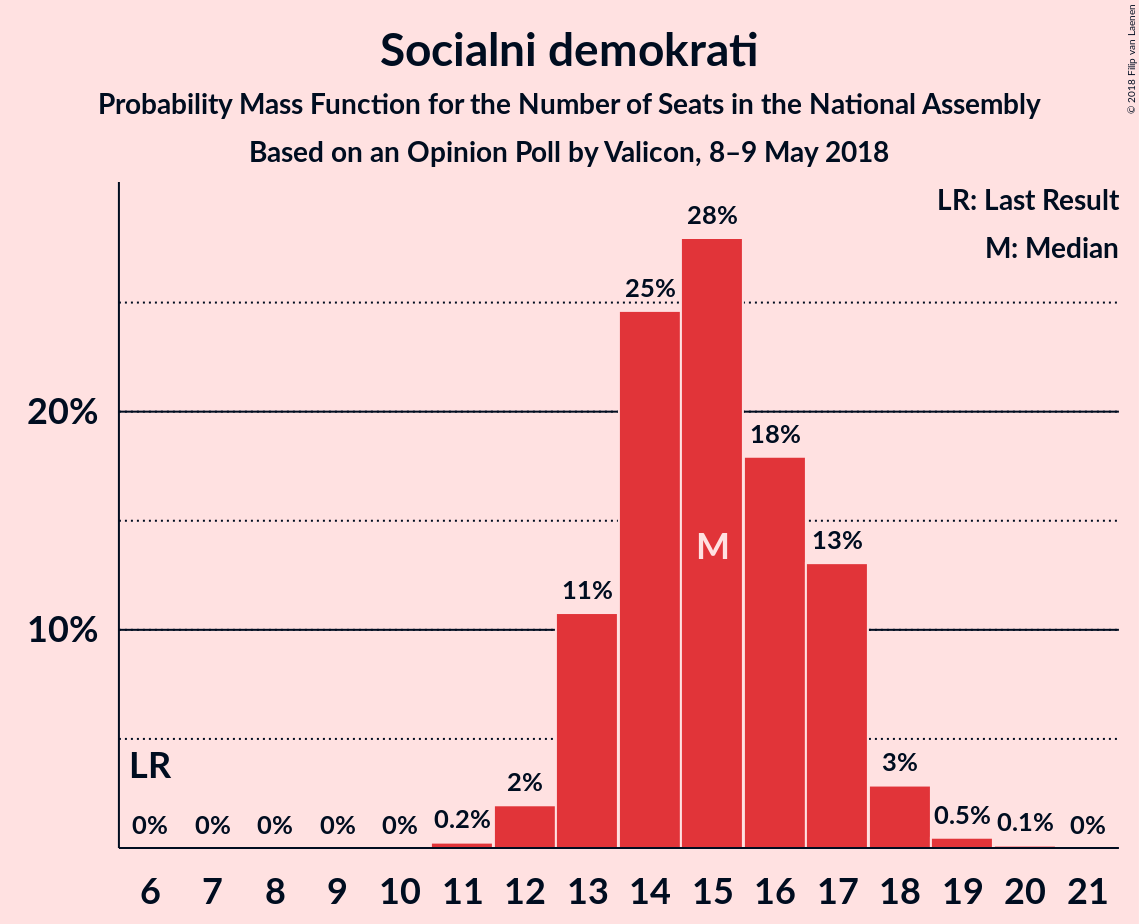 Socialni demokrati
Probability Mass Function for the Number of Seats in the National Assembly
Based on an Opinion Poll by Valicon, 8–9 May 2018
© 2018 Filip van Laenen
LR: Last Result
M: Median
28%
25%
20%
18%
13%
M
11%
10%
LR
3%
2%
0% 0% 0% 0% 0% 0.2% 0.5% 0.1% 0%
6 7 8 9 10 11 12 13 14 15 16 17 18 19 20 21